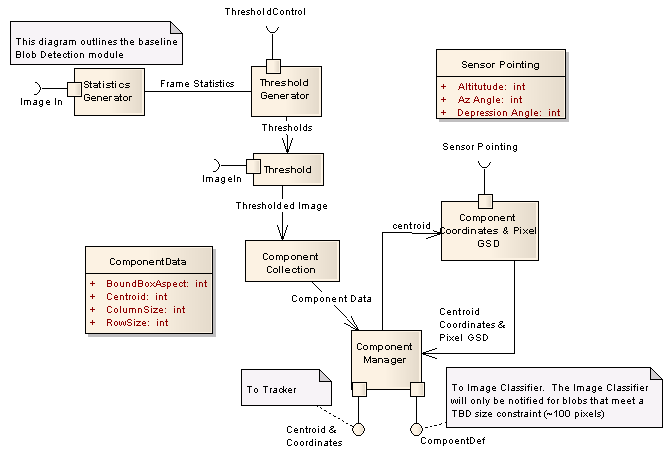 ThresholdControl
This diagram outlines the baseline
Blob Detection module
Statistics
Generator
Image In
Frame Statistics
Threshold
Generator
Sensor Pointing
+ Altitutude: int
+ Az Angle: int
+ Depression Angle: int
Thresholds
Sensor Pointing
ImageIn
Threshold
Thresholded Image
centroid
Component
Coordinates & Pixel
GSD
Component
Collection
ComponentData
+ BoundBoxAspect: int
+ Centroid: int
+ ColumnSize: int
+ RowSize: int
Component Data
Centroid
Coordinates &
Pixel GSD
Component
Manager
To Tracker
To Image Classifier. The Image Classifier
will only be notified for blobs that meet a
TBD size constraint (~100 pixels)
Centroid &
Coordinates
CompoentDef